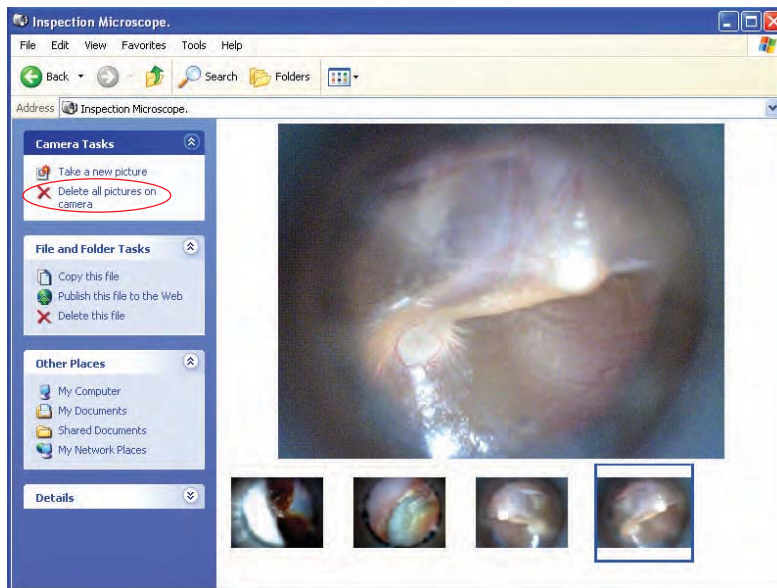 Inspection Microscope.
File Edit View Favorites Tools Help
Back Search Folders
Address Inspection Microscope.
Camera Tasks
Take a new picture
Delete all pictures on
camera
File and Folder Tasks
Copy this file
Publish this file to the Web
Delete this file
Other Places
My Computer
My Documents
Shared Documents
My Network Places
Details